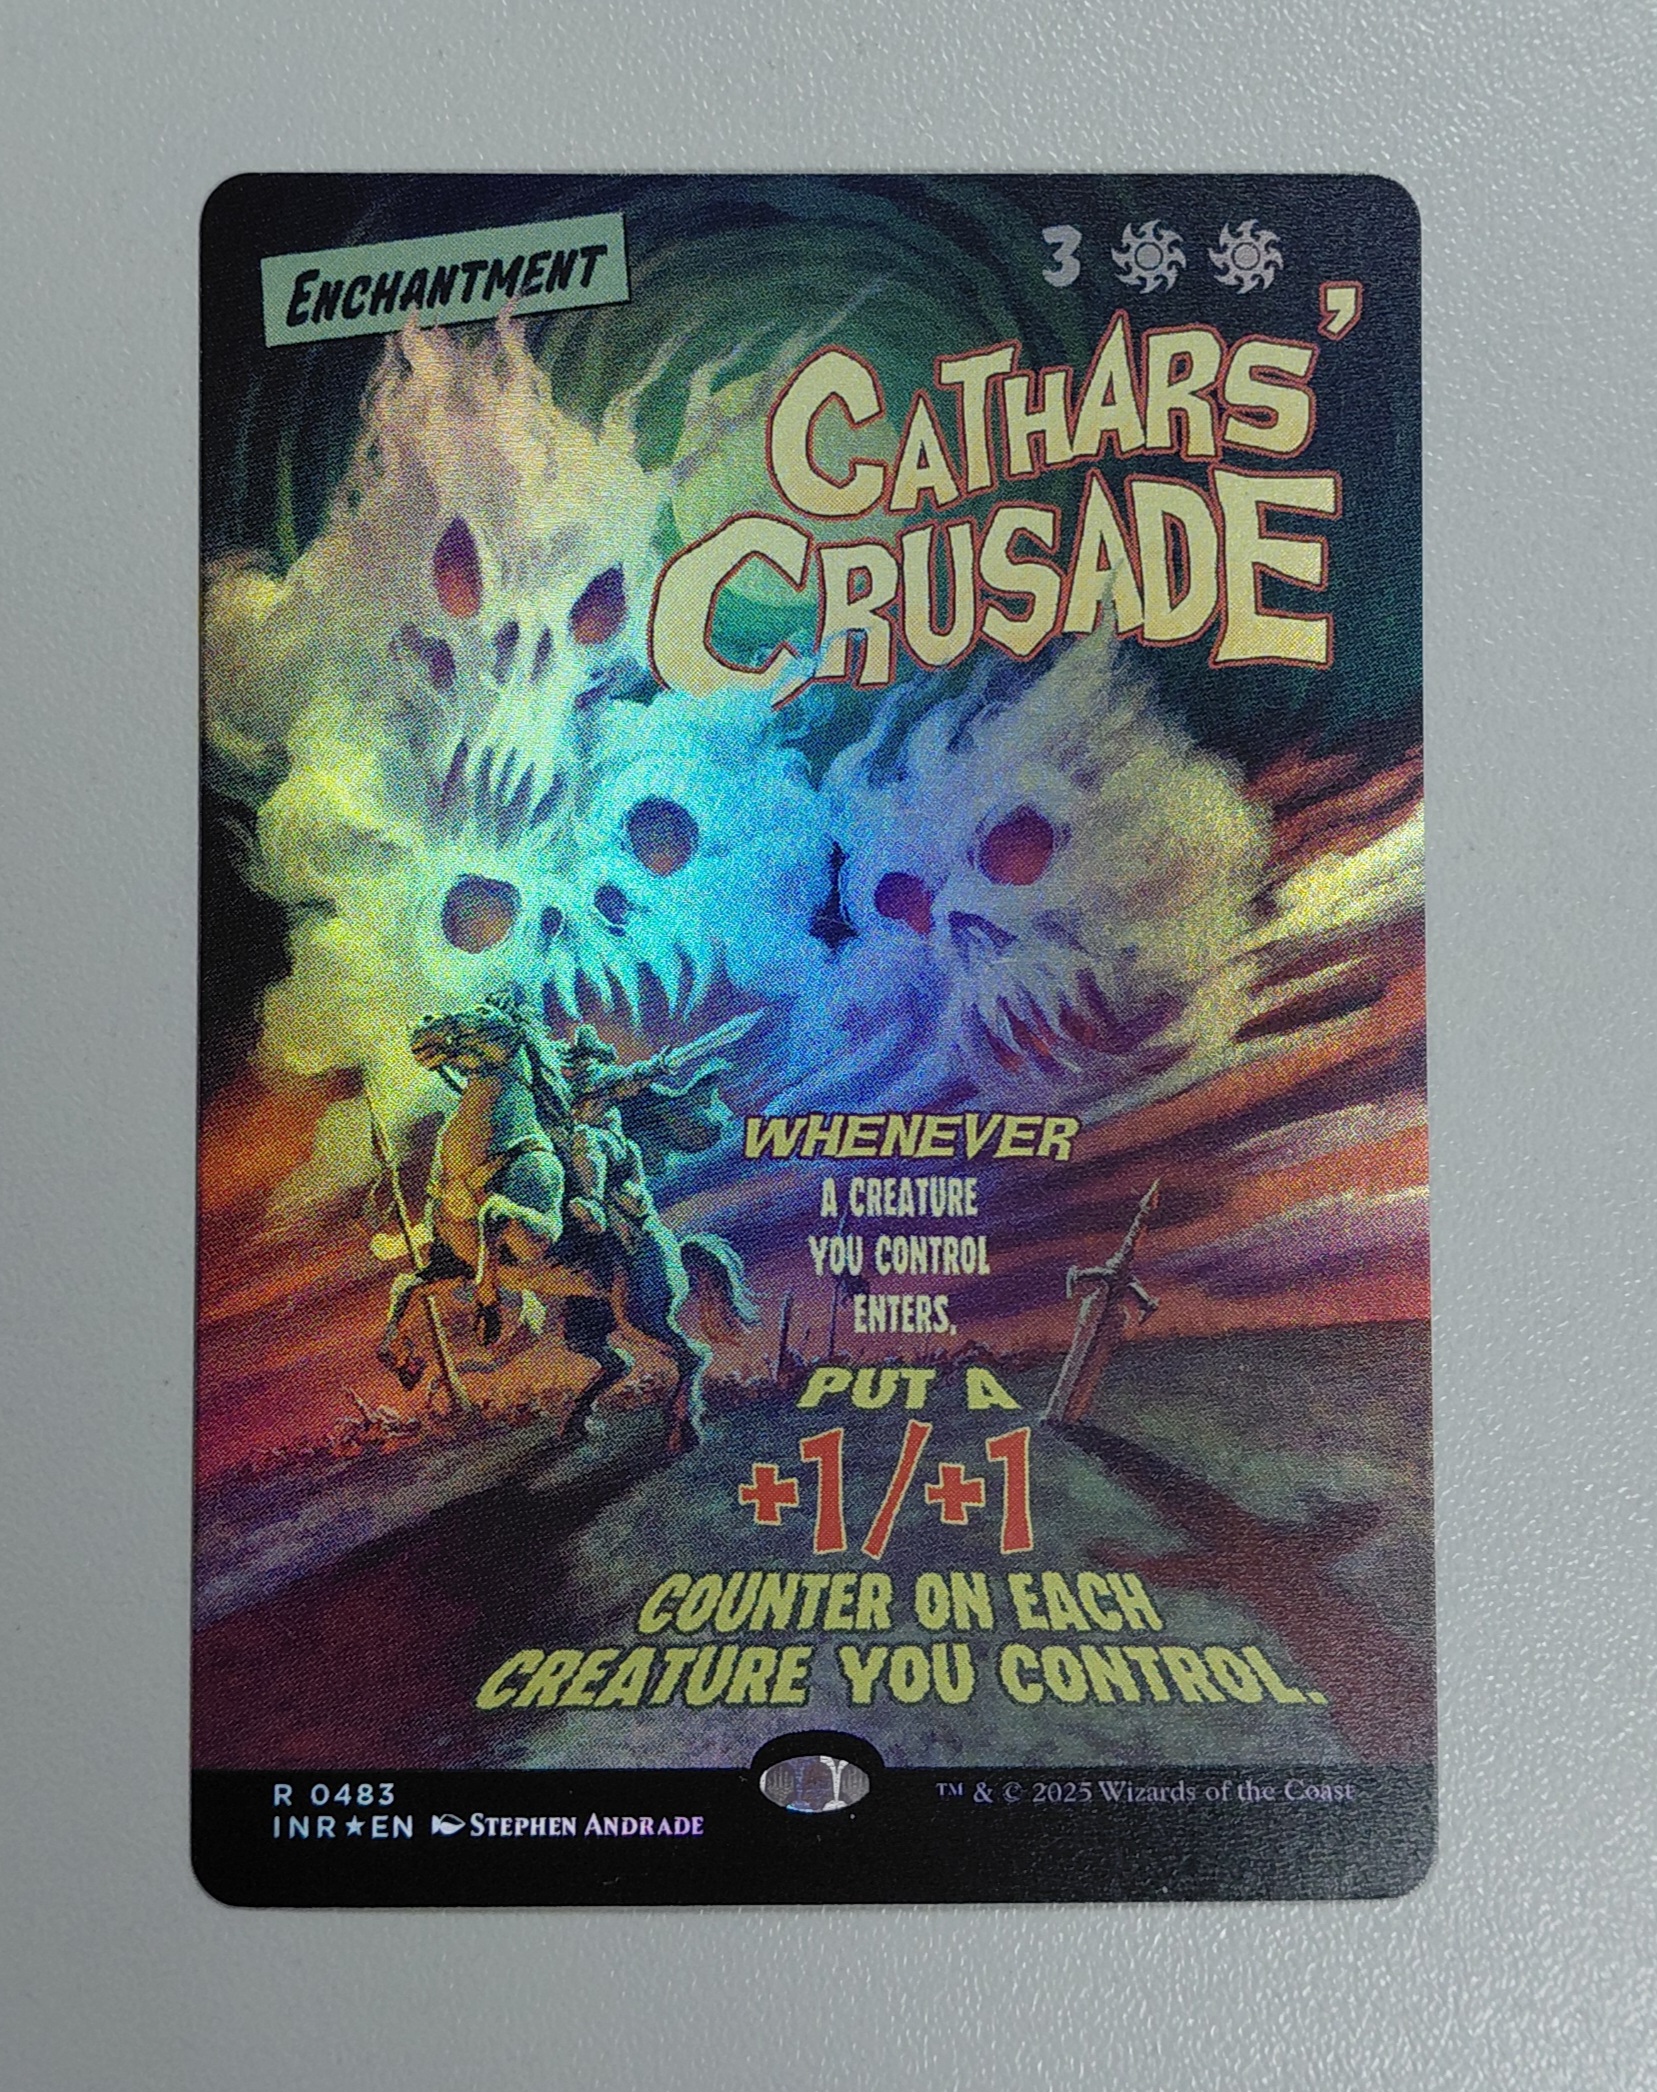 ENCHANTMENT
3
CATHARS'
CRUSADE
WHENEVER
A CREATURE
YOU CONTROL
ENTERS,
PUT A
+1/+1
COUNTER ON EACH
CREATURE YOU CONTROL.
R 0483
™ & © 2025 Wizards of the Coast
INR★EN STEPHEN ANDRADE